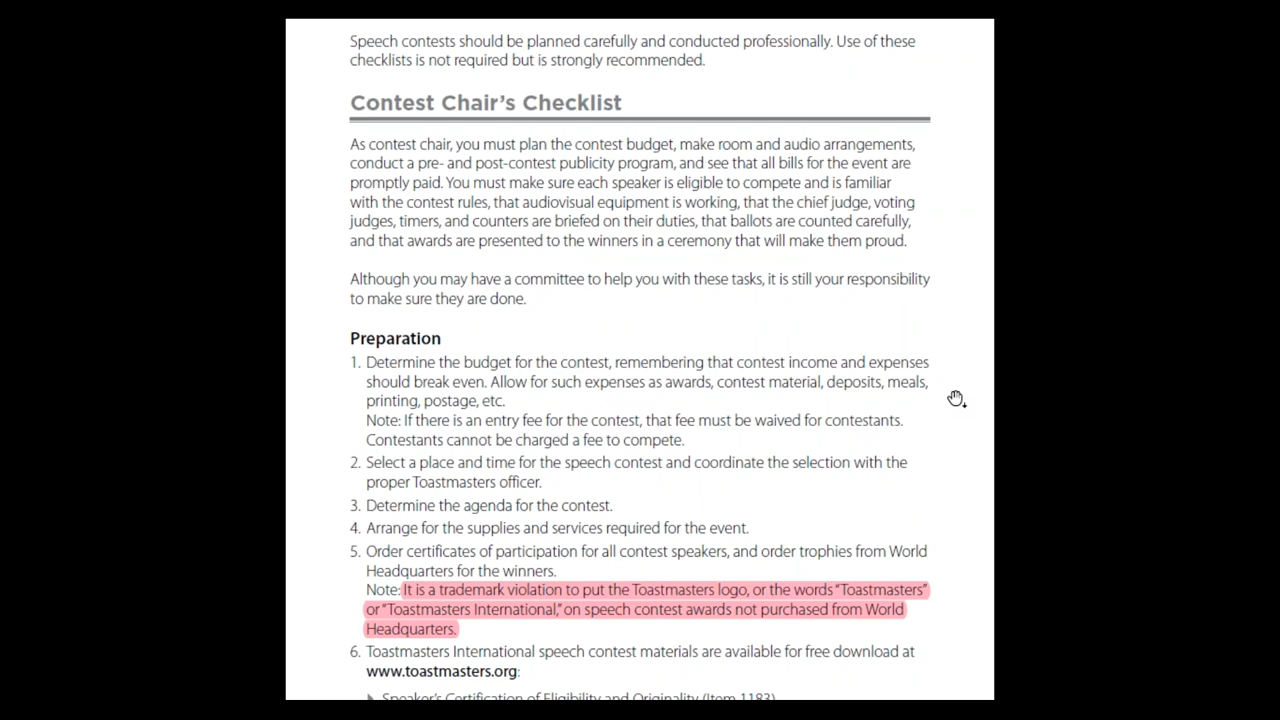 Speech contests should be planned carefully and conducted professionally. Use of these
checklists is not required but is strongly recommended.
Contest Chair’s Checklist
As contest chair, you must plan the contest budget, make room and audio arrangements,
conduct a pre- and post-contest publicity program, and see that all bills for the event are
promptly paid. You must make sure each speaker is eligible to compete and is familiar
with the contest rules, that audiovisual equipment is working, that the chief judge, voting
judges, timers, and counters are briefed on their duties, that ballots are counted carefully,
and that awards are presented to the winners in a ceremony that will make them proud.
Although you may have a committee to help you with these tasks, it is still your responsibility
to make sure they are done.
Preparation
1. Determine the budget for the contest, remembering that contest income and expenses
should break even. Allow for such expenses as awards, contest material, deposits, meals,
printing, postage, etc.
Note: If there is an entry fee for the contest, that fee must be waived for contestants.
Contestants cannot be charged a fee to compete.
2. Select a place and time for the speech contest and coordinate the selection with the
proper Toastmasters officer.
3. Determine the agenda for the contest.
4. Arrange for the supplies and services required for the event.
5. Order certificates of participation for all contest speakers, and order trophies from World
Headquarters for the winners.
Note: It is a trademark violation to put the Toastmasters logo, or the words “Toastmasters”
or “Toastmasters International,” on speech contest awards not purchased from World
Headquarters.
6. Toastmasters International speech contest materials are available for free download at
www.toastmasters.org:
Speaker’s Certification of Eligibility and Originality (Item 1183)